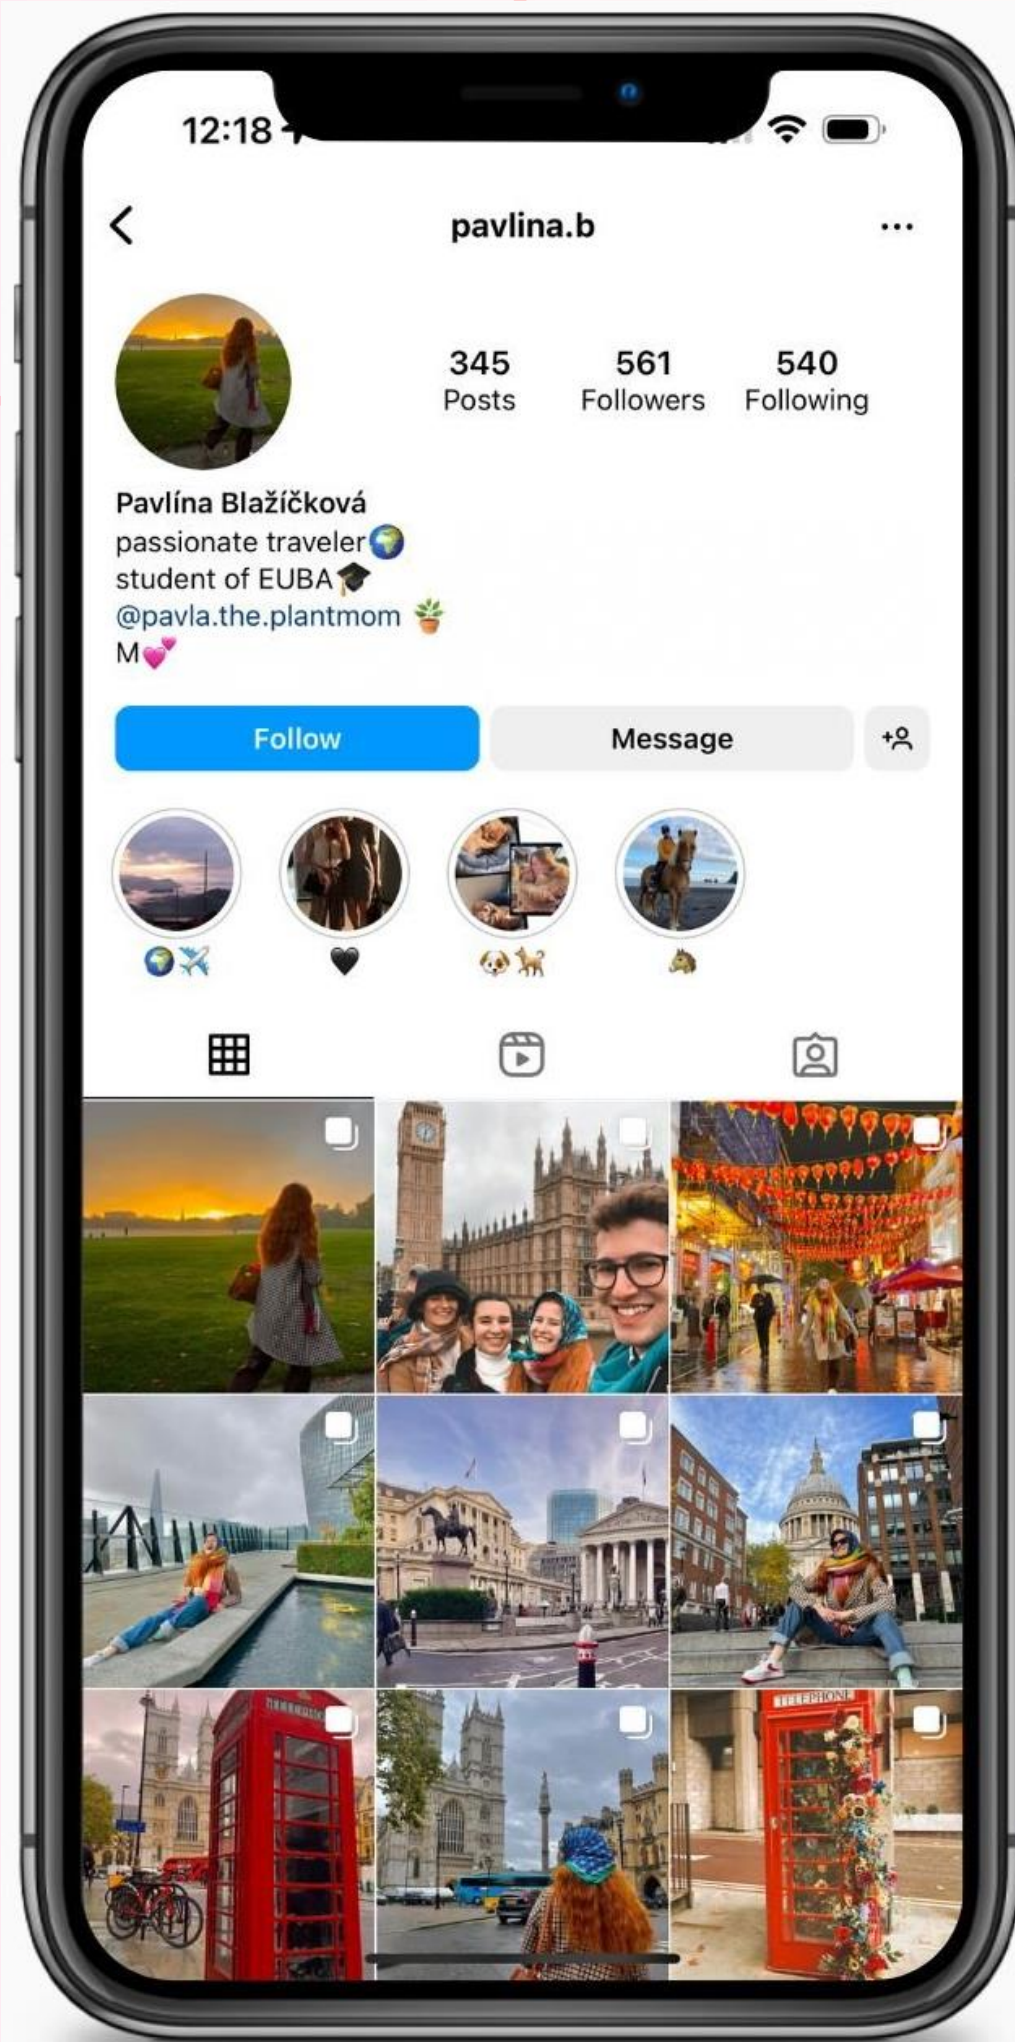 12:18
pavlina.b
345 561 540
Posts Followers Following
Pavlína Blažíčková
passionate traveler🌍
student of EUBA🎓
@pavla.the.plantmom 🪴
M💕
Follow Message
TELEPHONE